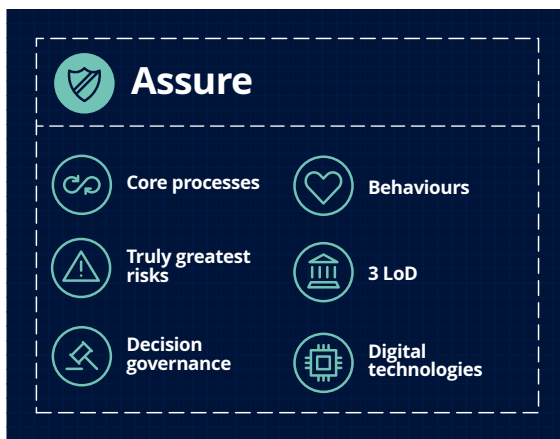 Assure
Core processes
Truly greatest
risks
Decision
governance
Behaviours
3 LoD
Digital
technologies